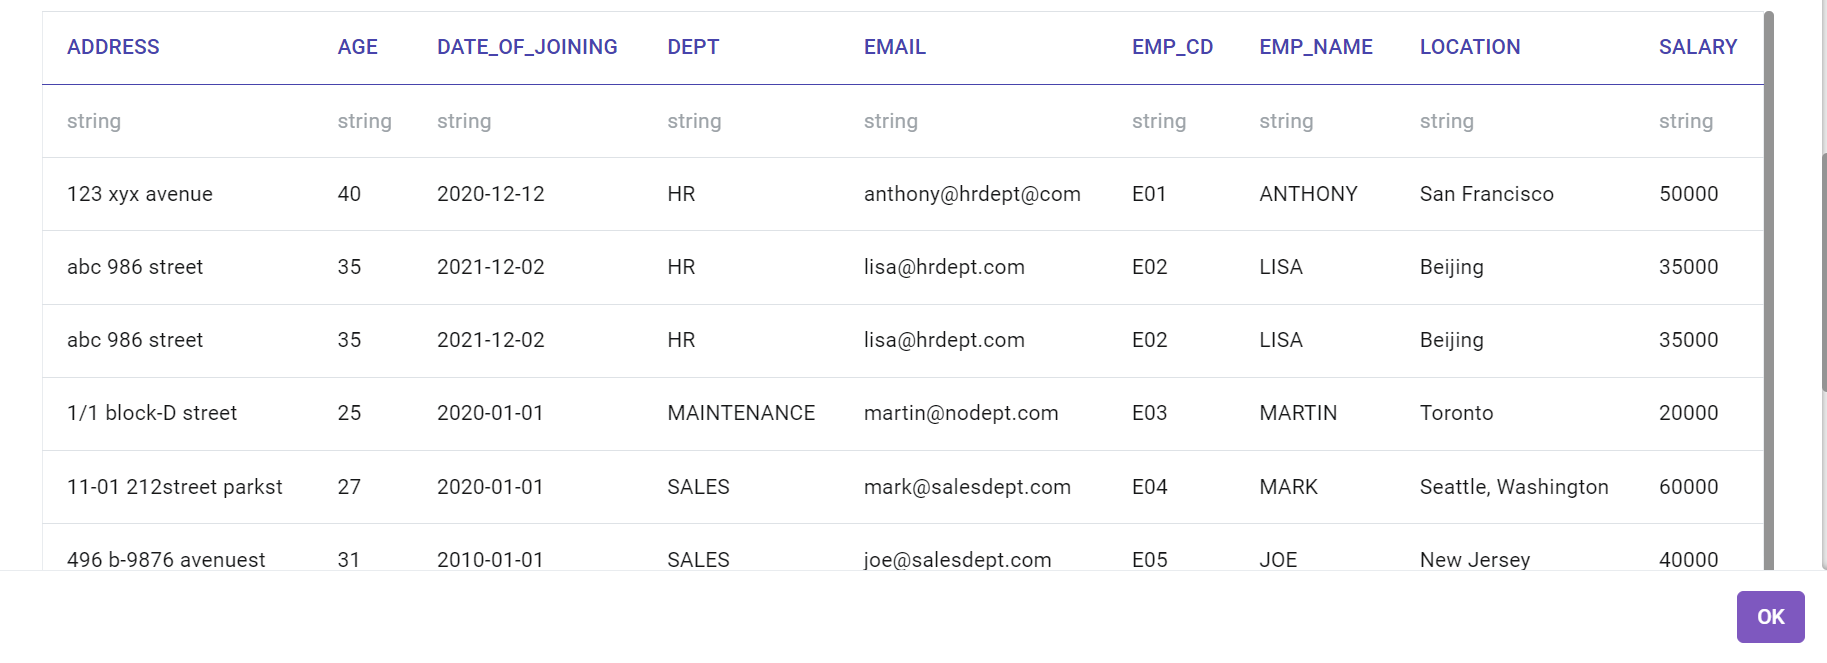 ADDRESS AGE DATE_OF_JOINING DEPT EMAIL EMP_CD EMP_NAME LOCATION SALARY
string string string string string string string string string
123 xyx avenue 40 2020-12-12 HR anthony@hrdept@com E01 ANTHONY San Francisco 50000
abc 986 street 35 2021-12-02 HR lisa@hrdept.com E02 LISA Beijing 35000
abc 986 street 35 2021-12-02 HR lisa@hrdept.com E02 LISA Beijing 35000
1/1 block-D street 25 2020-01-01 MAINTENANCE martin@nodept.com E03 MARTIN Toronto 20000
11-01 212street parkst 27 2020-01-01 SALES mark@salesdept.com E04 MARK Seattle, Washington 60000
496 b-9876 avenuest 31 2010-01-01 SALES joe@salesdept.com E05 JOE New Jersey 40000
OK